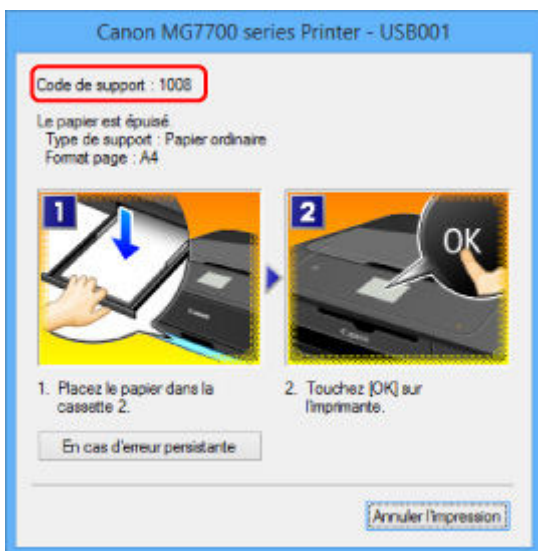 Canon MG7700 series Printer - USB001
Code de support : 1008
Le papier est épuisé.
Type de support : Papier ordinaire
Format page : A4
1
2
OK
Canon
Canon
1. Placez le papier dans la
cassette 2.
2. Touchez [OK] sur
l'imprimante.
En cas d'erreur persistante
Annuler l'impression